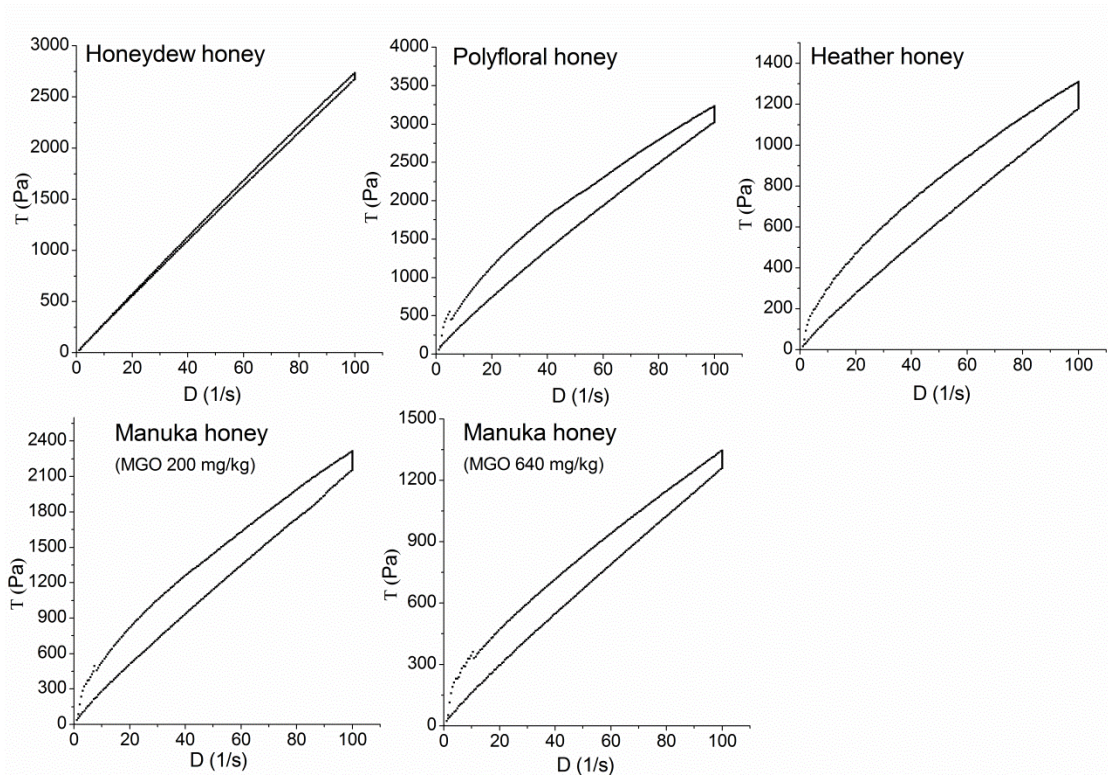 Honeydew honey
3000
2500
2000
1500
1000
500
0
T (Pa)
0 20 40 60 80 100
D (1/s)
Polyfloral honey
4000
3500
3000
2500
2000
1500
1000
500
0
T (Pa)
0 20 40 60 80 100
D (1/s)
Heather honey
1400
1200
1000
800
600
400
200
0
T (Pa)
0 20 40 60 80 100
D (1/s)
Manuka honey
(MGO 200 mg/kg)
2400
2100
1800
1500
1200
900
600
300
0
T (Pa)
0 20 40 60 80 100
D (1/s)
Manuka honey
(MGO 640 mg/kg)
1500
1200
900
600
300
0
T (Pa)
0 20 40 60 80 100
D (1/s)